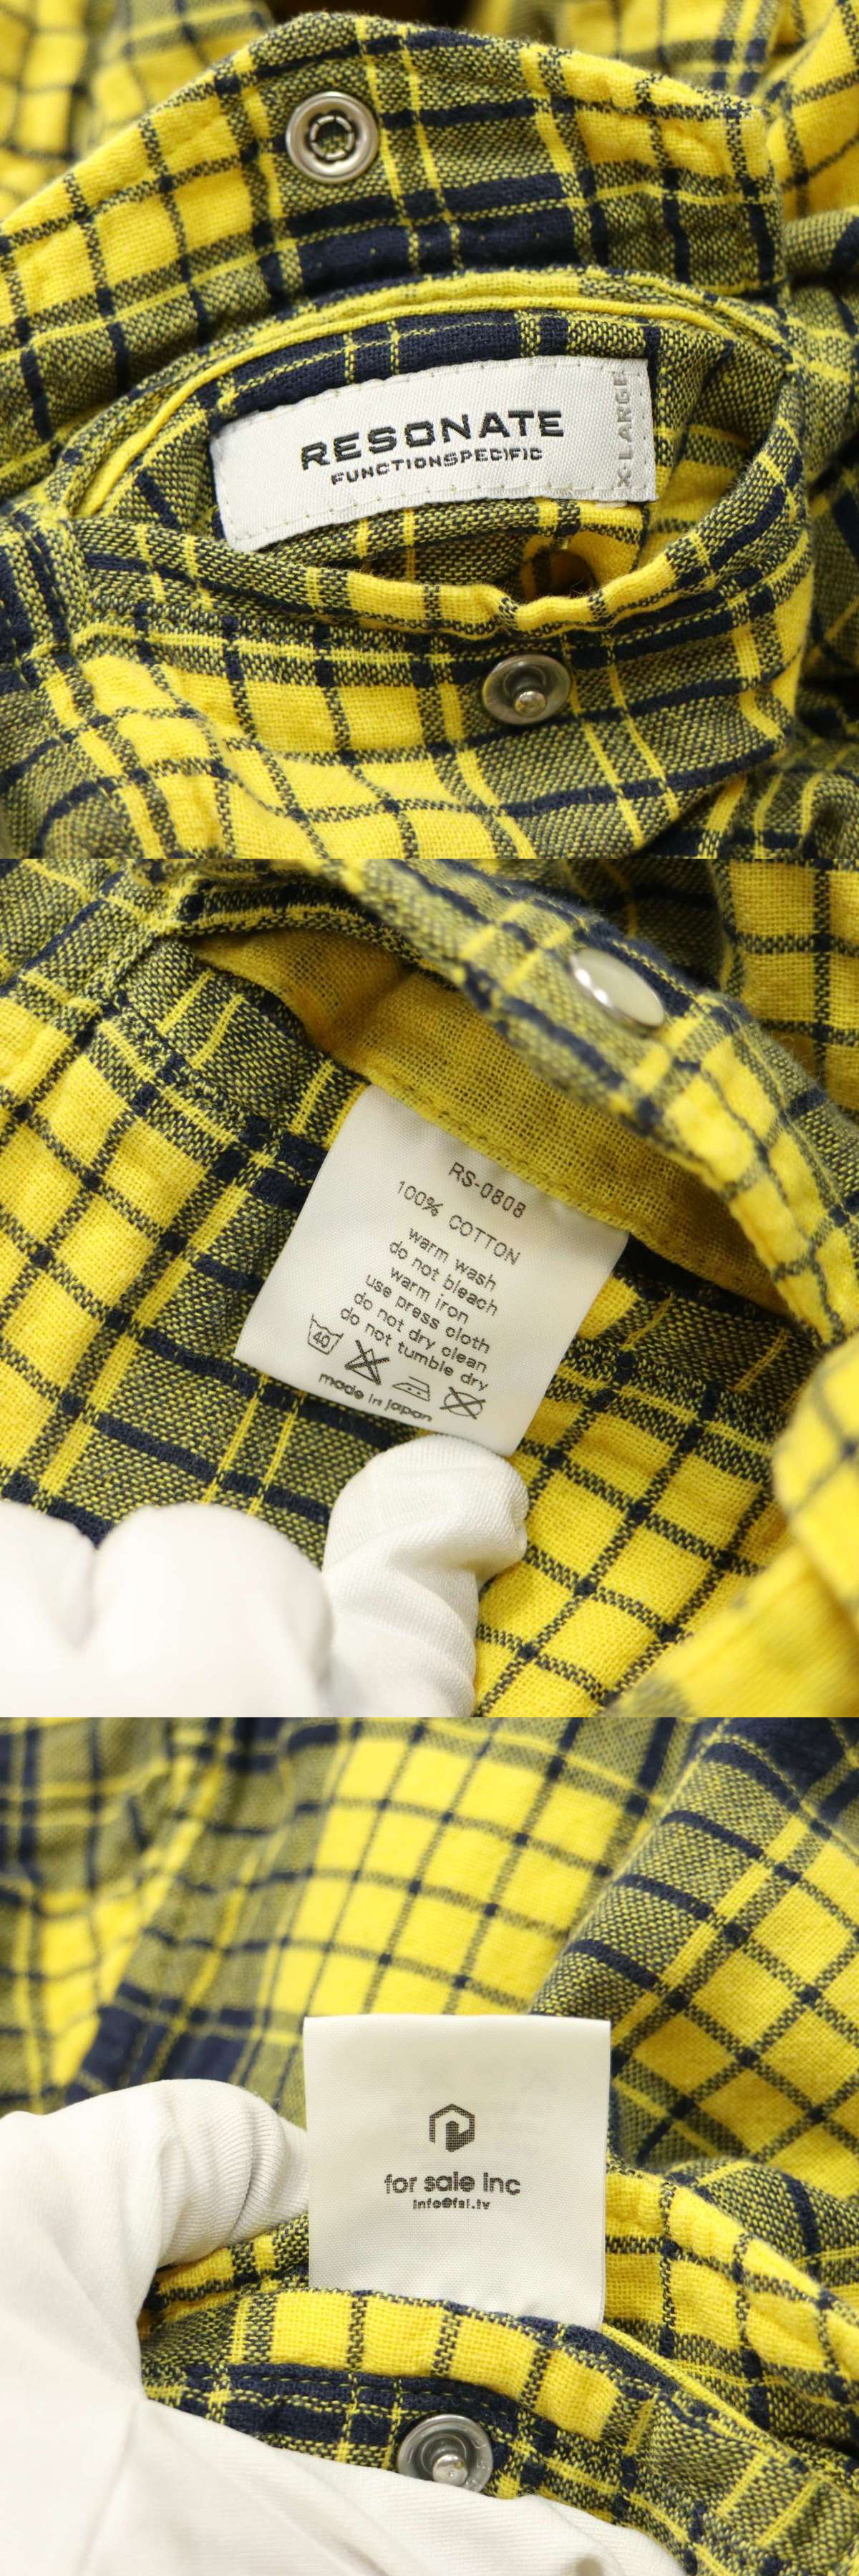 RESONATE
FUNCTIONSPECIFIC
X-LARGE
RS-0808
100% COTTON
warm wash
do not bleach
warm iron
use press cloth
do not dry clean
do not tumble dry
40
made in japan
for sale inc
info@fsi.tv